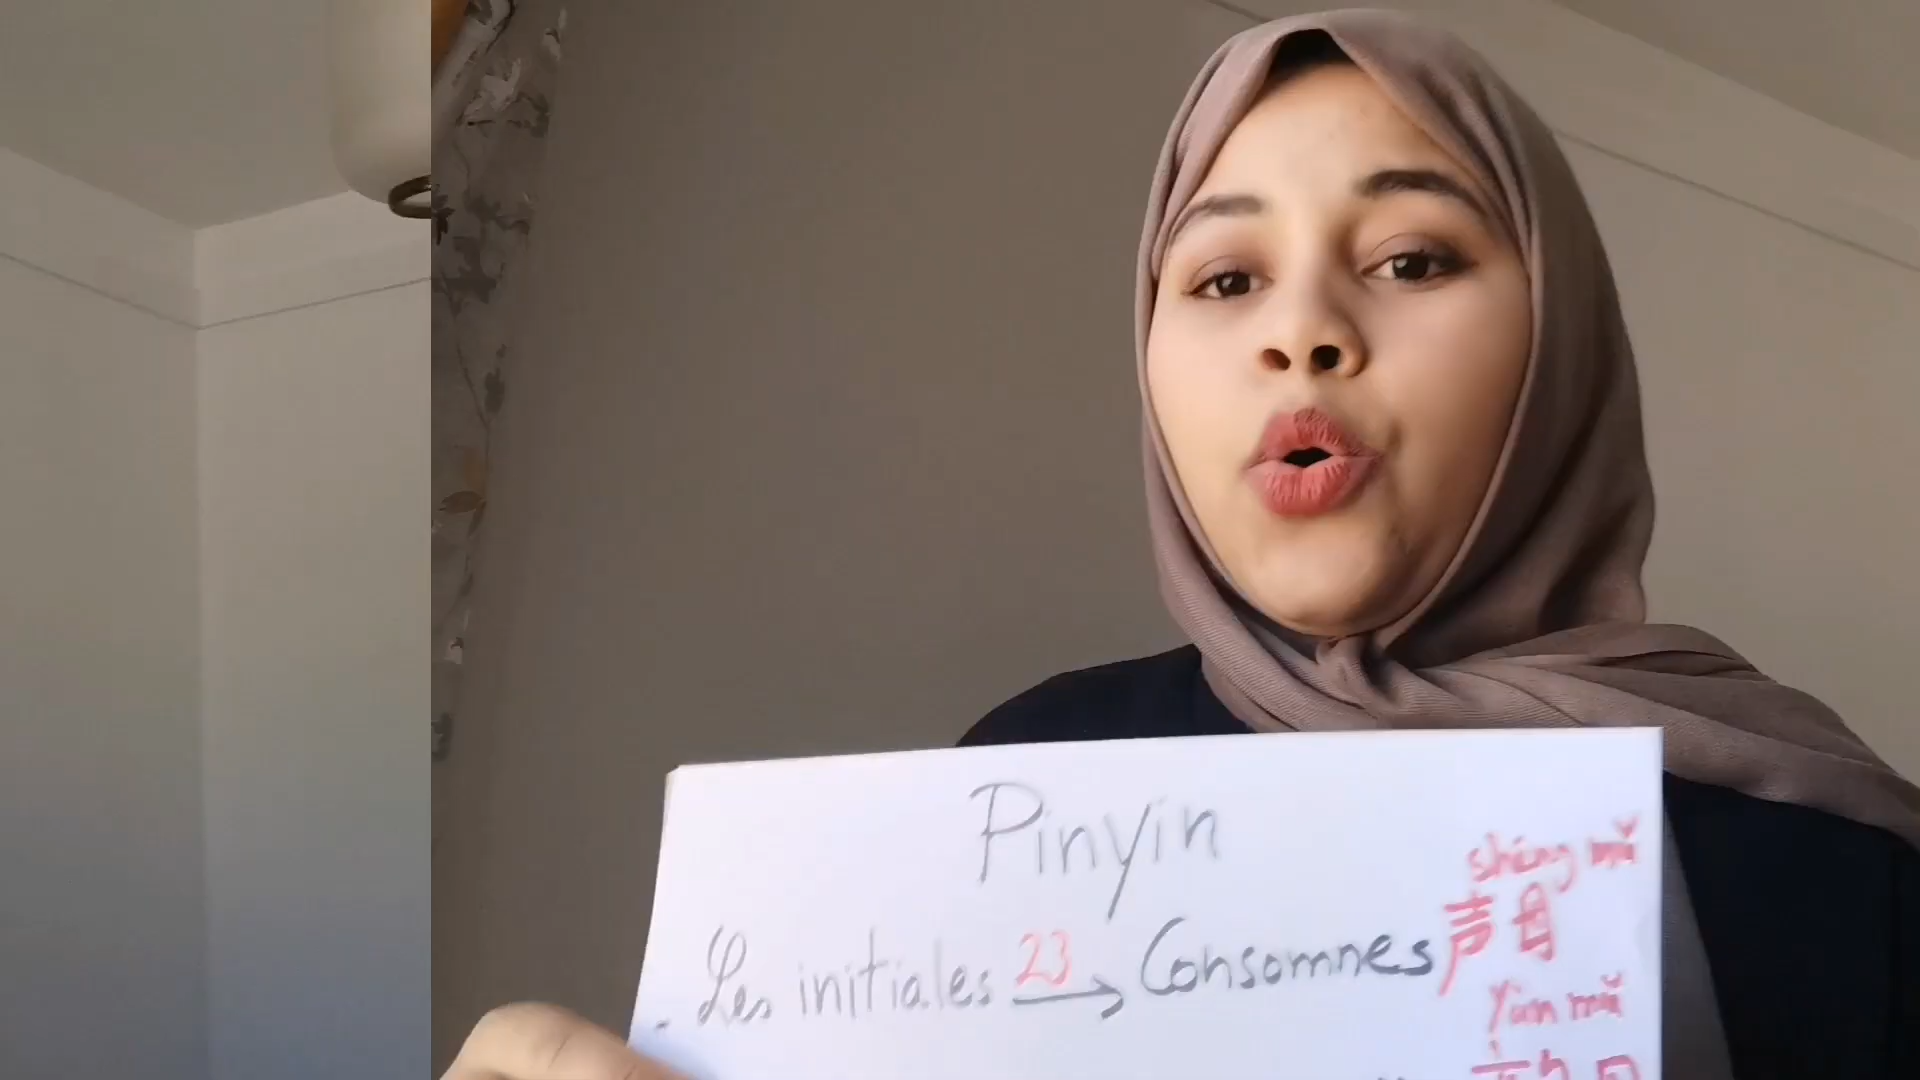 Pinyin
shēng mǔ
. Les initiales 23 → Consomnes 声母
yùn mǔ